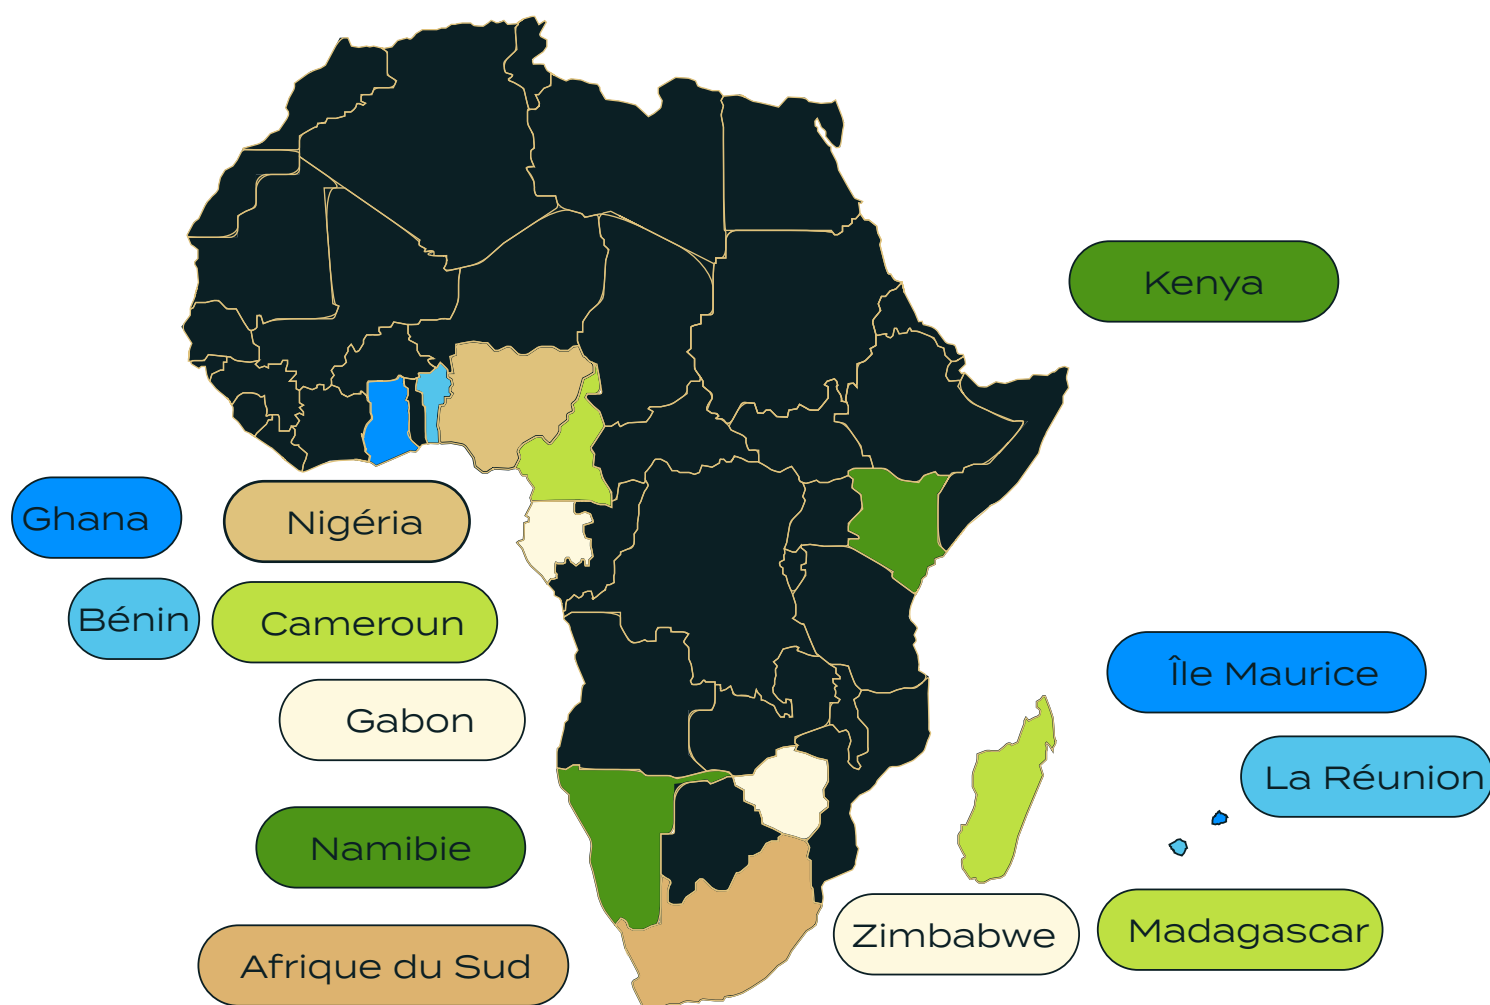 Kenya
Ghana
Nigéria
Bénin
Cameroun
Île Maurice
Gabon
La Réunion
Namibie
Zimbabwe
Madagascar
Afrique du Sud